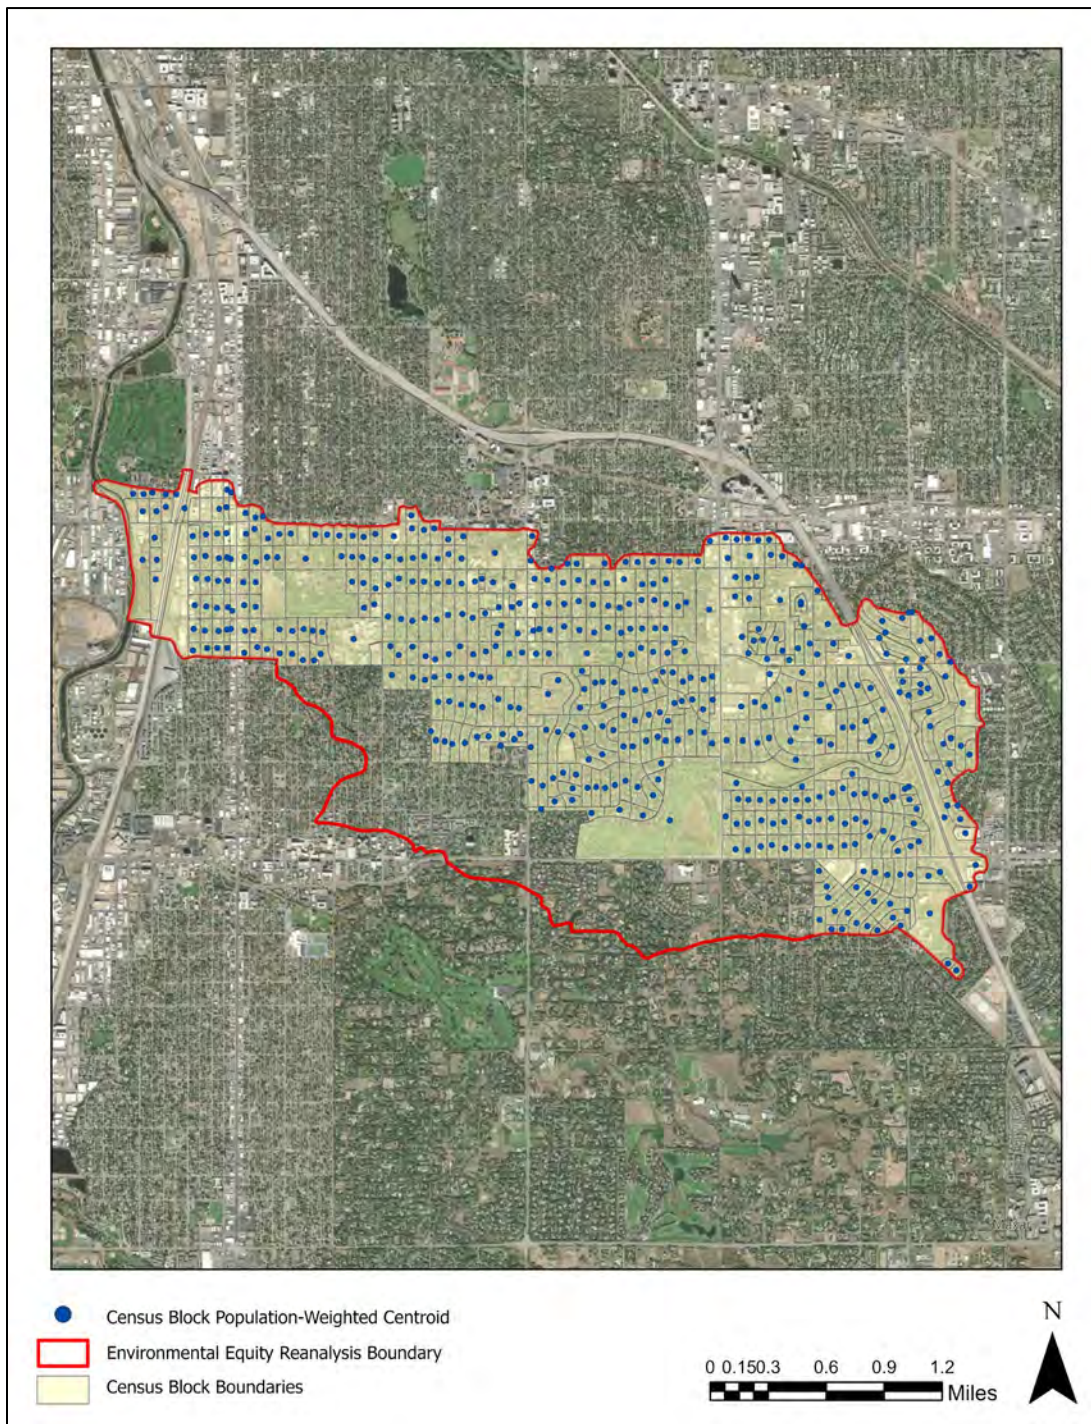 Census Block Population-Weighted Centroid
Environmental Equity Reanalysis Boundary
Census Block Boundaries
N
0 0.150.3 0.6 0.9 1.2
Miles